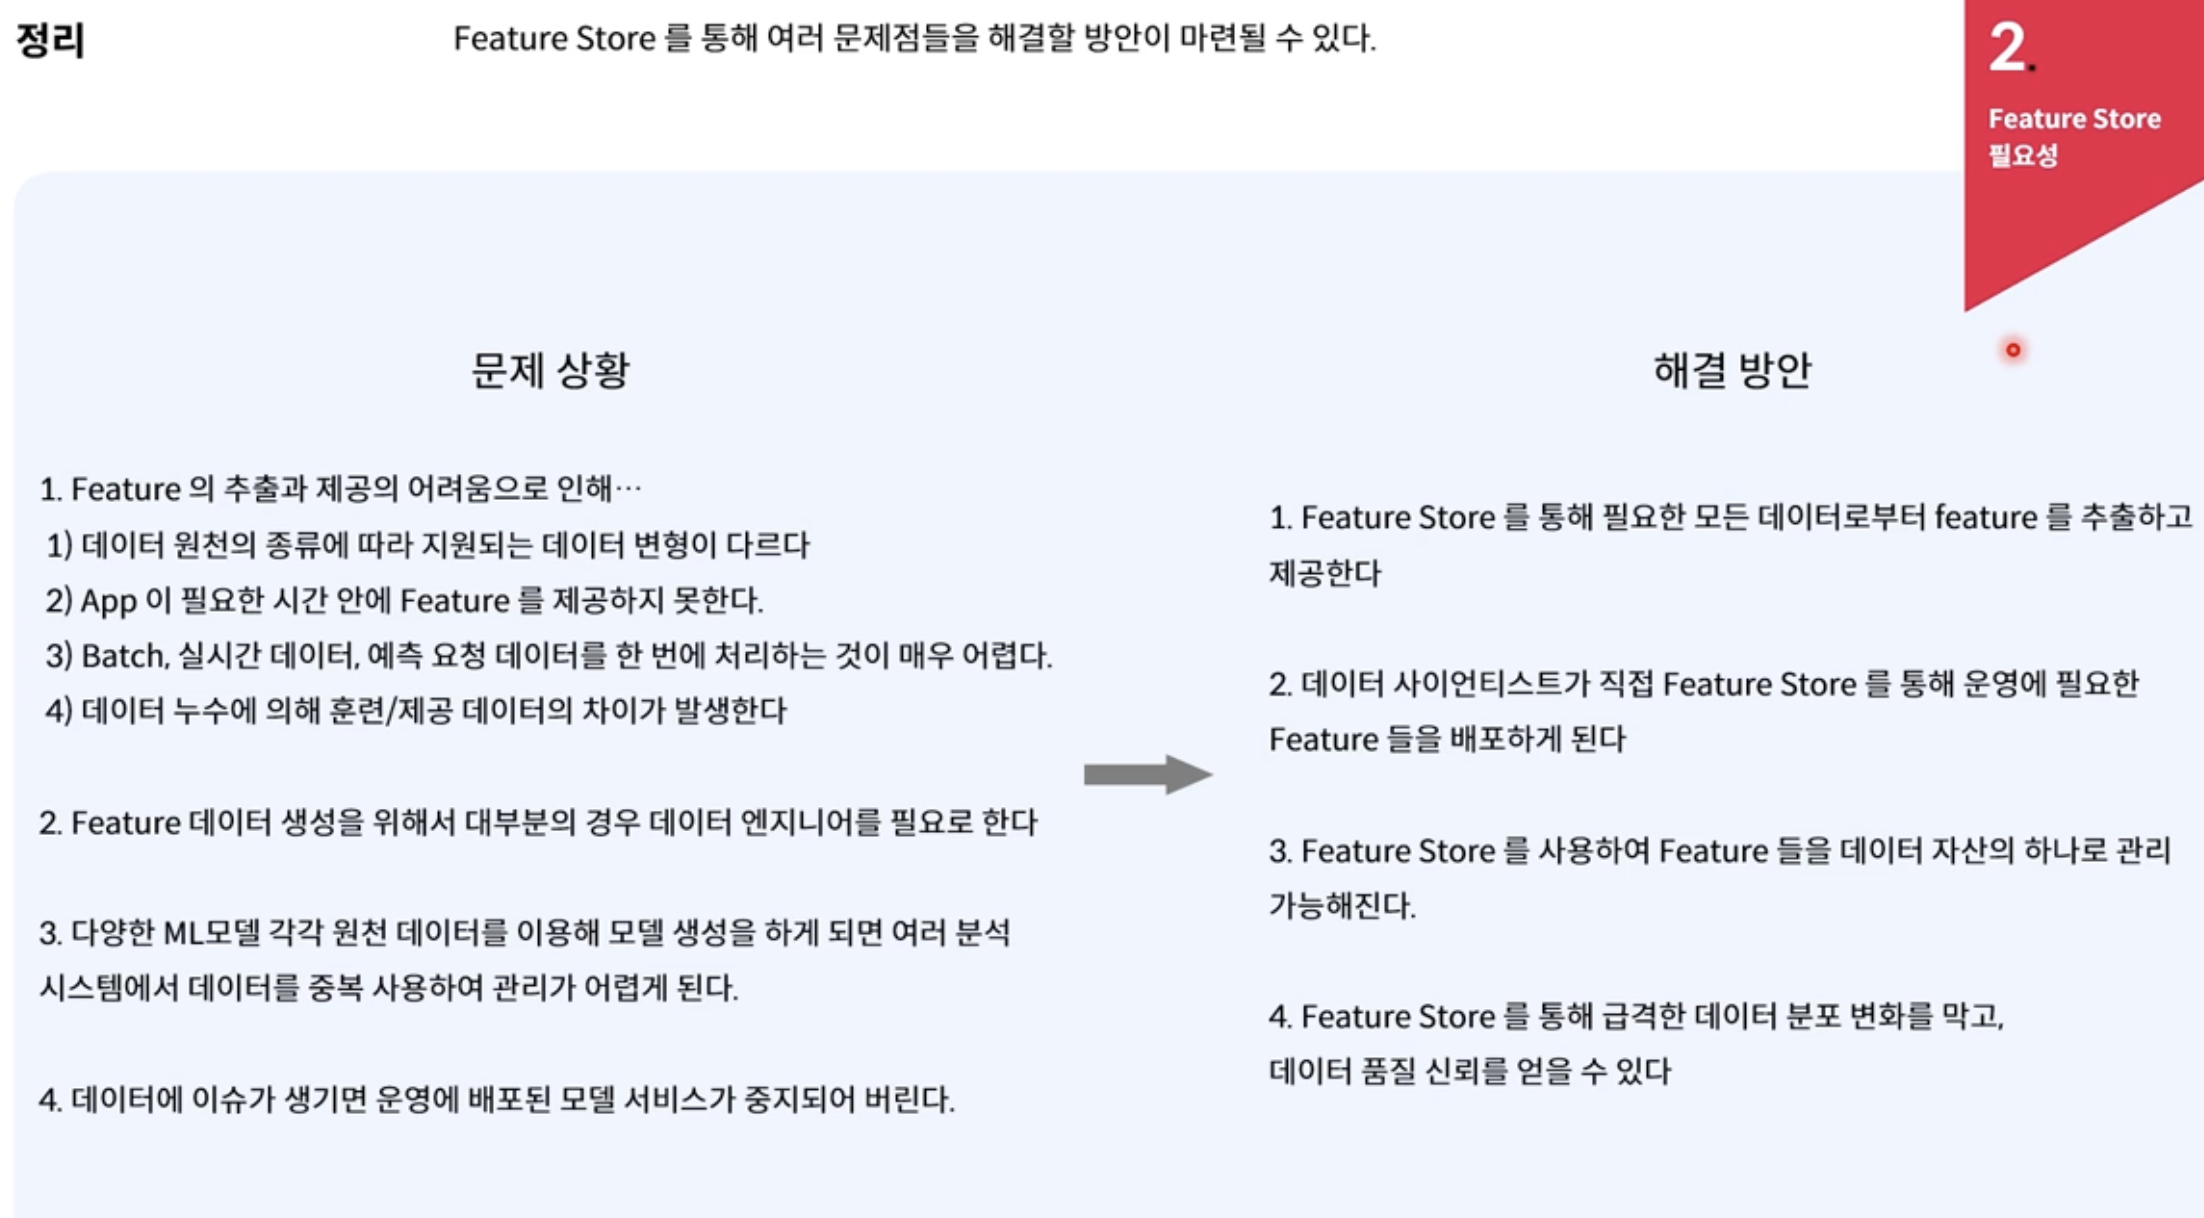 정리
Feature Store 를 통해 여러 문제점들을 해결할 방안이 마련될 수 있다.
2.
Feature Store
필요성
문제 상황
1. Feature 의 추출과 제공의 어려움으로 인해…
1) 데이터 원천의 종류에 따라 지원되는 데이터 변형이 다르다
2) App 이 필요한 시간 안에 Feature 를 제공하지 못한다.
3) Batch, 실시간 데이터, 예측 요청 데이터를 한 번에 처리하는 것이 매우 어렵다.
4) 데이터 누수에 의해 훈련/제공 데이터의 차이가 발생한다
2. Feature 데이터 생성을 위해서 대부분의 경우 데이터 엔지니어를 필요로 한다
3. 다양한 ML모델 각각 원천 데이터를 이용해 모델 생성을 하게 되면 여러 분석
시스템에서 데이터를 중복 사용하여 관리가 어렵게 된다.
4. 데이터에 이슈가 생기면 운영에 배포된 모델 서비스가 중지되어 버린다.
해결 방안
1. Feature Store 를 통해 필요한 모든 데이터로부터 feature 를 추출하고
제공한다
2. 데이터 사이언티스트가 직접 Feature Store 를 통해 운영에 필요한
Feature 들을 배포하게 된다
3. Feature Store 를 사용하여 Feature 들을 데이터 자산의 하나로 관리
가능해진다.
4. Feature Store 를 통해 급격한 데이터 분포 변화를 막고,
데이터 품질 신뢰를 얻을 수 있다